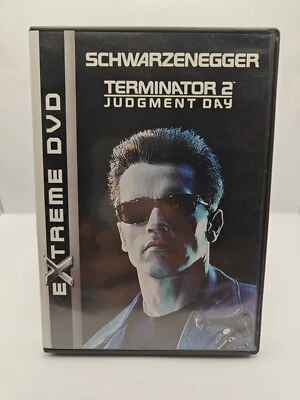 SCHWARZENEGGER
TERMINATOR 2
JUDGMENT DAY
EXTREME DVD